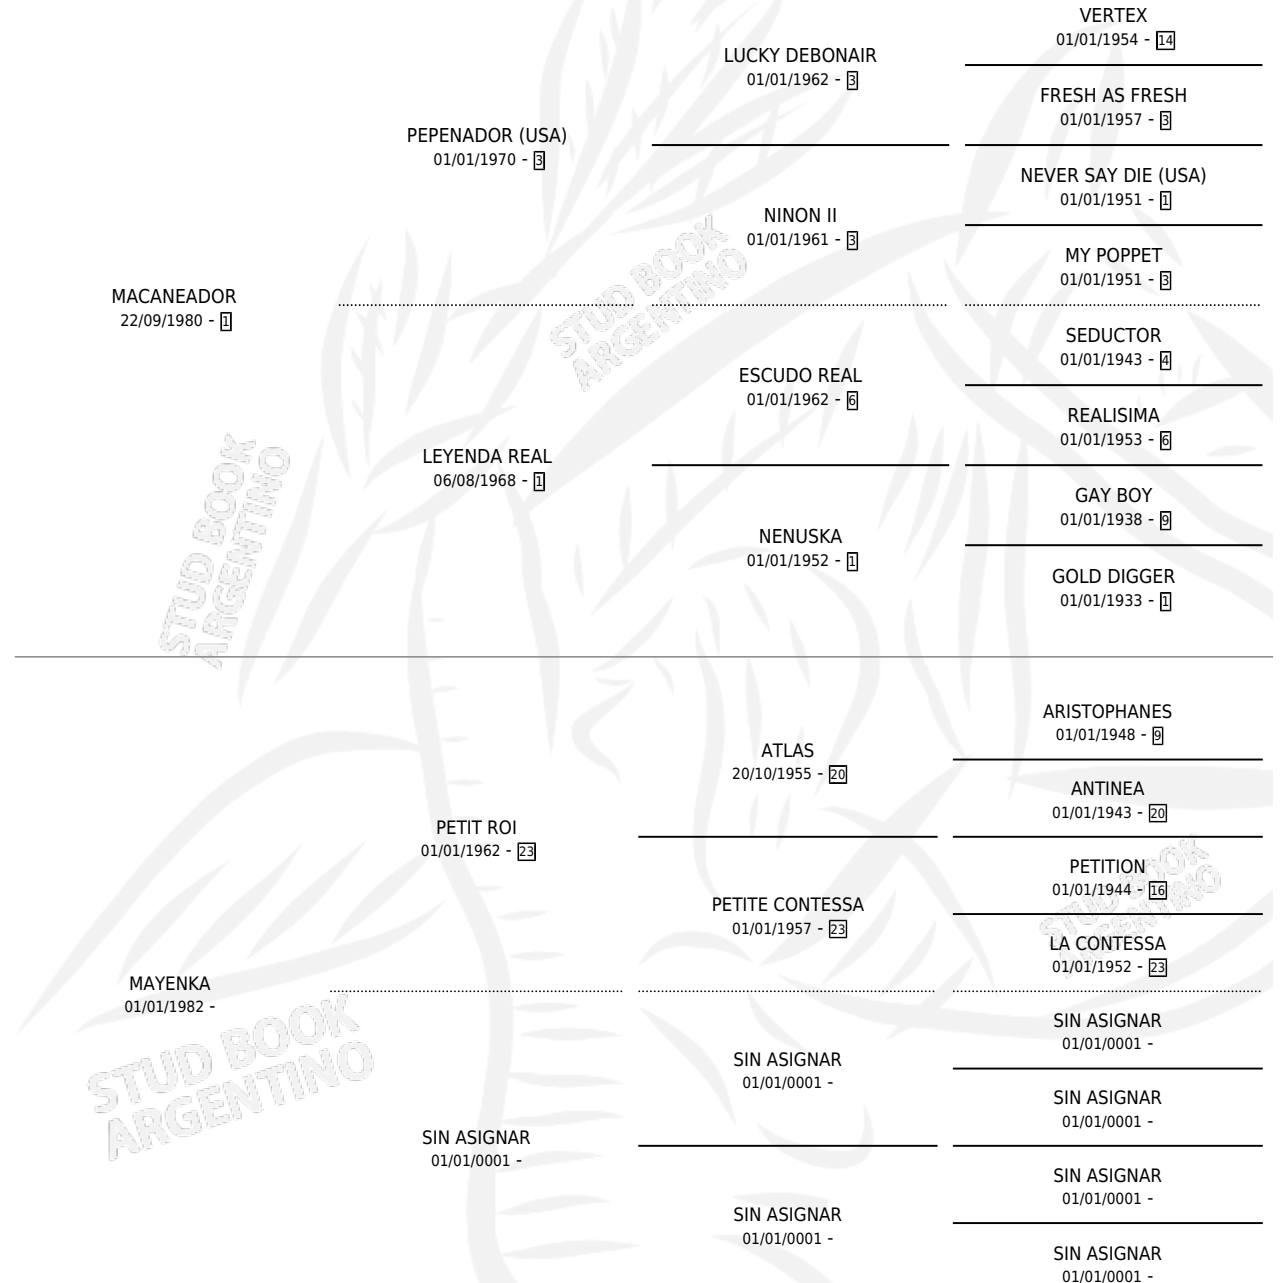 VERTEX
01/01/1954 - 14
LUCKY DEBONAIR
01/01/1962 - 3
FRESH AS FRESH
01/01/1957 - 3
PEPENADOR (USA)
01/01/1970 - 3
NEVER SAY DIE (USA)
01/01/1951 - 1
NINON II
01/01/1961 - 3
MY POPPET
01/01/1951 - 3
MACANEADOR
22/09/1980 - 1
SEDUCTOR
01/01/1943 - 4
ESCUDO REAL
01/01/1962 - 6
REALISIMA
01/01/1953 - 6
LEYENDA REAL
06/08/1968 - 1
GAY BOY
01/01/1938 - 9
NENUSKA
01/01/1952 - 1
GOLD DIGGER
01/01/1933 - 1
ARISTOPHANES
01/01/1948 - 9
ATLAS
20/10/1955 - 20
ANTINEA
01/01/1943 - 20
PETIT ROI
01/01/1962 - 23
PETITION
01/01/1944 - 16
PETITE CONTESSA
01/01/1957 - 23
LA CONTESSA
01/01/1952 - 23
MAYENKA
01/01/1982 -
SIN ASIGNAR
01/01/0001 -
SIN ASIGNAR
01/01/0001 -
SIN ASIGNAR
01/01/0001 -
SIN ASIGNAR
01/01/0001 -
SIN ASIGNAR
01/01/0001 -
SIN ASIGNAR
01/01/0001 -
SIN ASIGNAR
01/01/0001 -
STUD BOOK
ARGENTINO
STUD BOOK
ARGENTINO
STUD BOOK
ARGENTINO
STUD BOOK
ARGENTINO